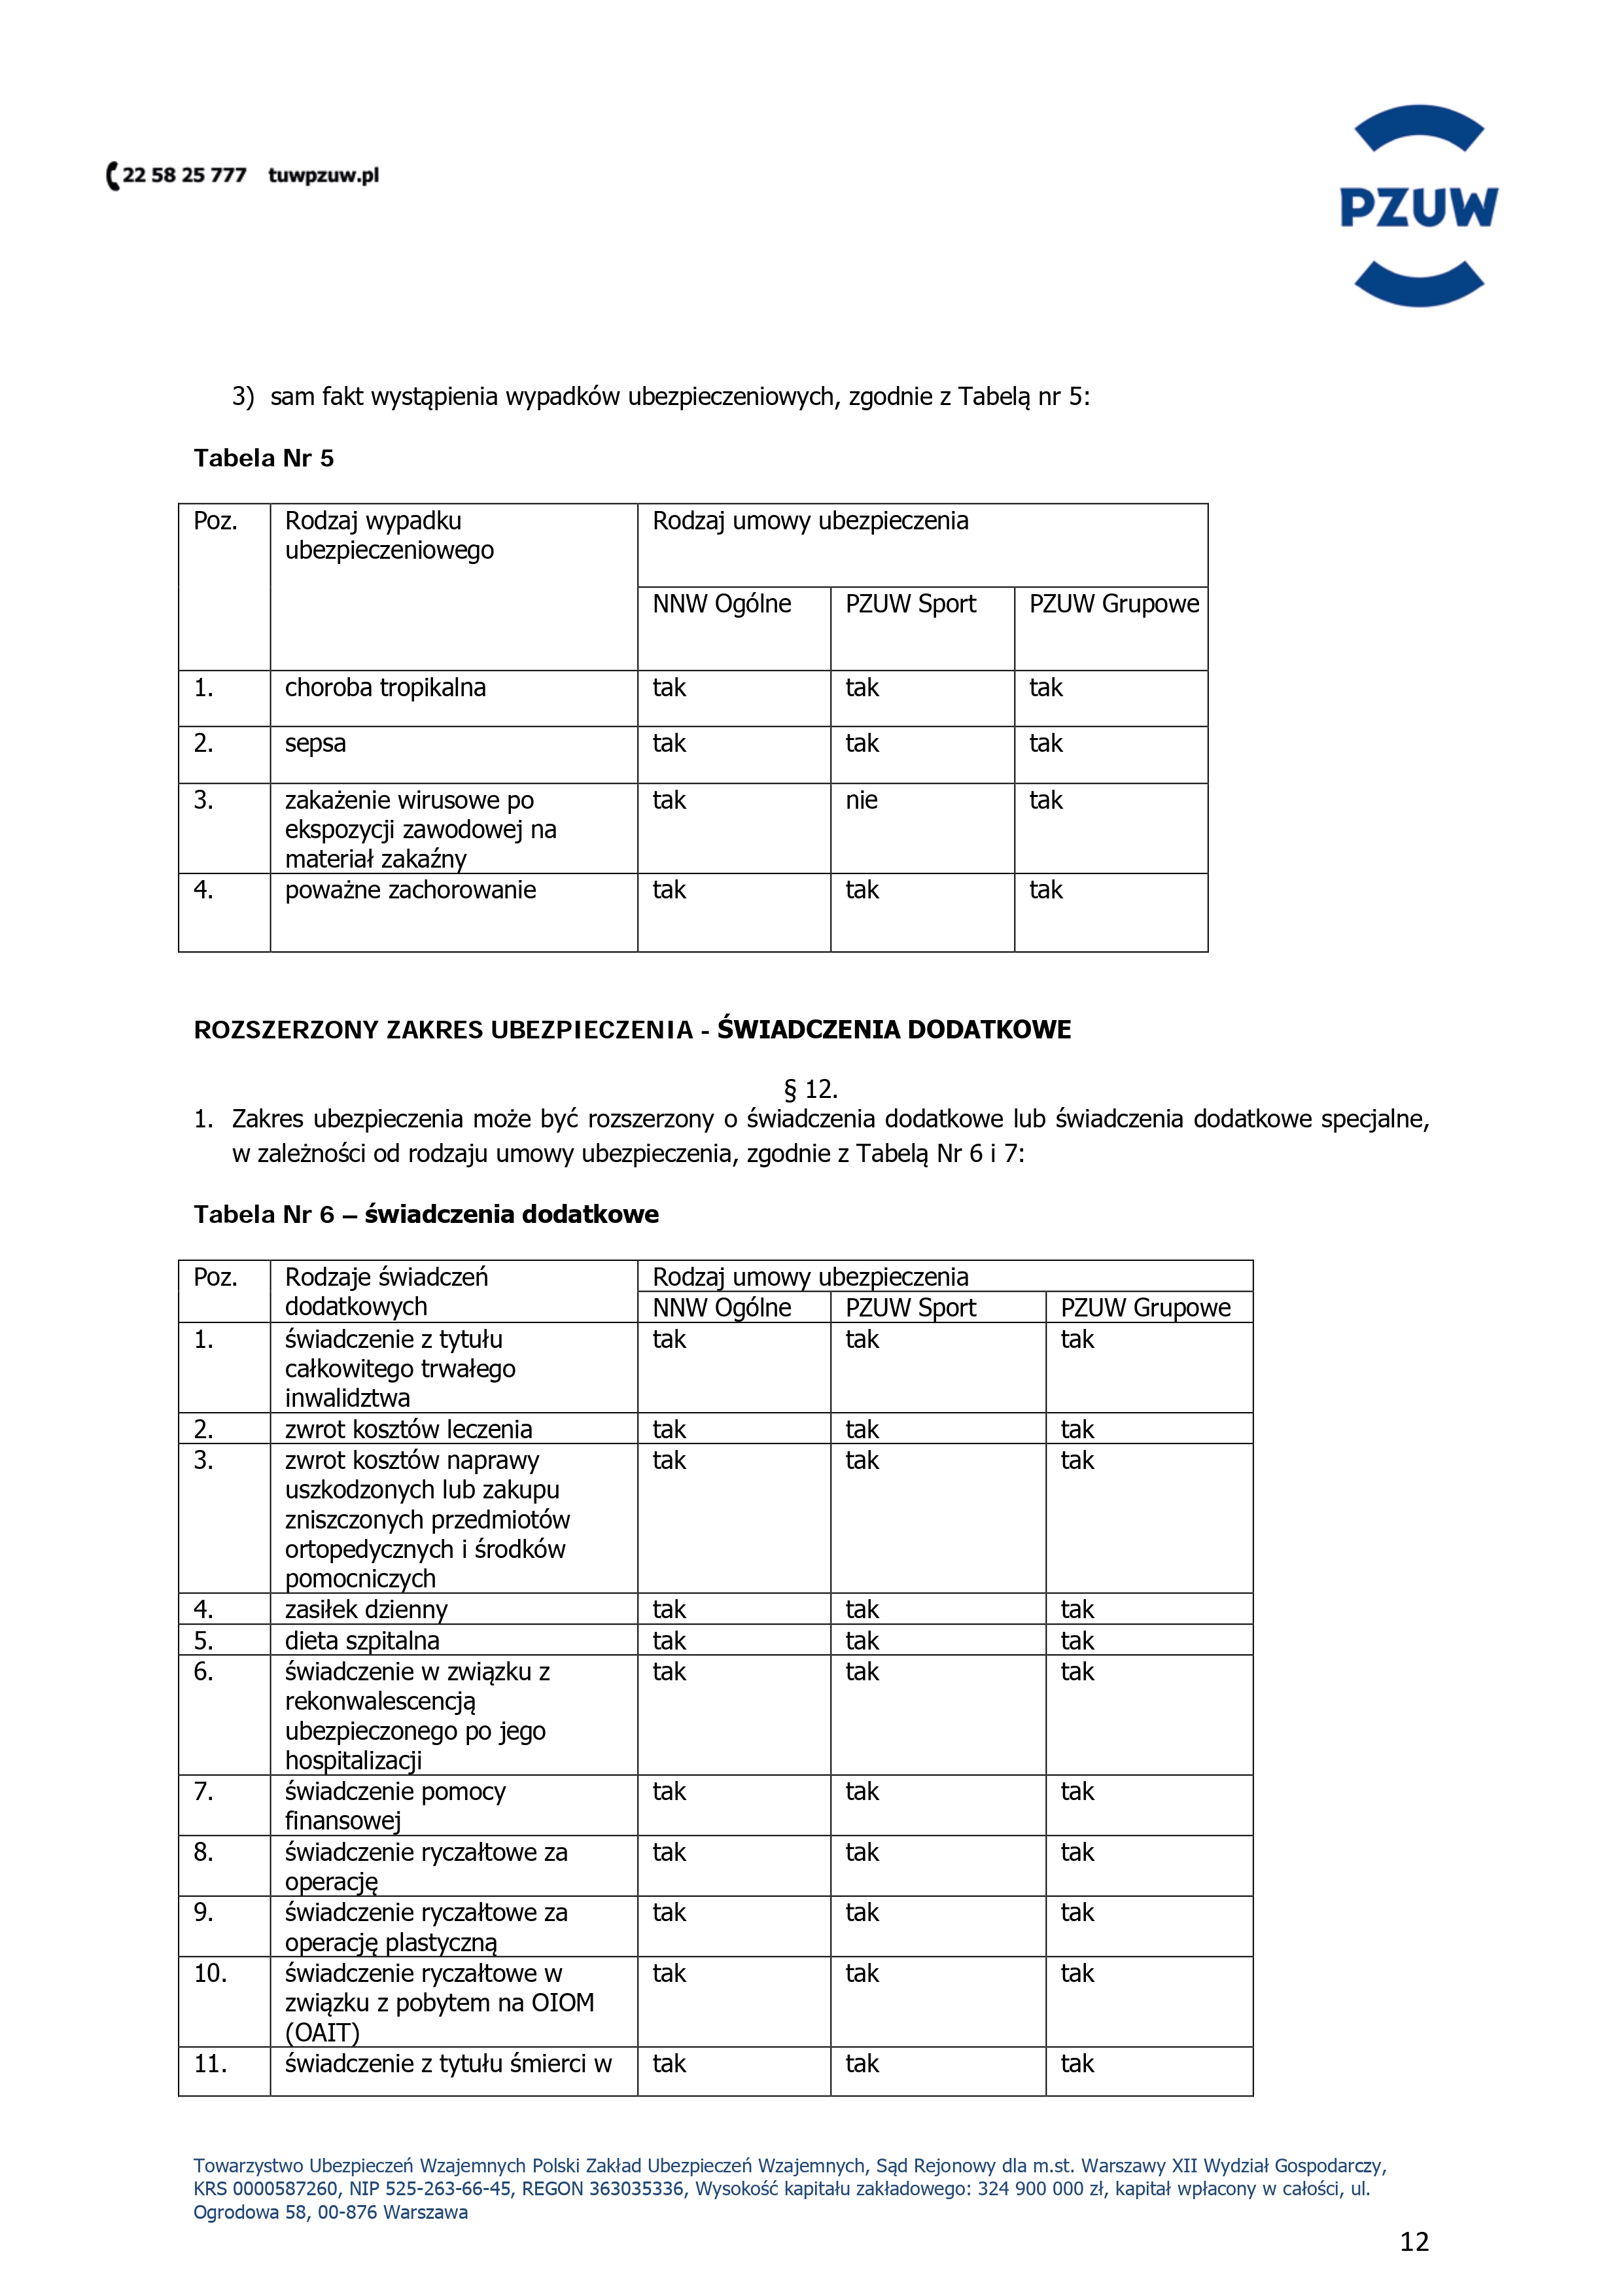 22 58 25 777 tuwpzuw.pl
PZUW
3) sam fakt wystąpienia wypadków ubezpieczeniowych, zgodnie z Tabelą nr 5:
Tabela Nr 5
Poz. Rodzaj wypadku Rodzaj umowy ubezpieczenia
ubezpieczeniowego
NNW Ogólne PZUW Sport PZUW Grupowe
1. choroba tropikalna tak tak tak
2. sepsa tak tak tak
3. zakażenie wirusowe po tak nie tak
ekspozycji zawodowej na
materiał zakaźny
4. poważne zachorowanie tak tak tak
ROZSZERZONY ZAKRES UBEZPIECZENIA - ŚWIADCZENIA DODATKOWE
§ 12.
1. Zakres ubezpieczenia może być rozszerzony o świadczenia dodatkowe lub świadczenia dodatkowe specjalne,
w zależności od rodzaju umowy ubezpieczenia, zgodnie z Tabelą Nr 6 i 7:
Tabela Nr 6 – świadczenia dodatkowe
Poz. Rodzaje świadczeń Rodzaj umowy ubezpieczenia
dodatkowych NNW Ogólne PZUW Sport PZUW Grupowe
1. świadczenie z tytułu tak tak tak
całkowitego trwałego
inwalidztwa
2. zwrot kosztów leczenia tak tak tak
3. zwrot kosztów naprawy tak tak tak
uszkodzonych lub zakupu
zniszczonych przedmiotów
ortopedycznych i środków
pomocniczych
4. zasiłek dzienny tak tak tak
5. dieta szpitalna tak tak tak
6. świadczenie w związku z tak tak tak
rekonwalescencją
ubezpieczonego po jego
hospitalizacji
7. świadczenie pomocy tak tak tak
finansowej
8. świadczenie ryczałtowe za tak tak tak
operację
9. świadczenie ryczałtowe za tak tak tak
operację plastyczną
10. świadczenie ryczałtowe w tak tak tak
związku z pobytem na OIOM
(OAIT)
11. świadczenie z tytułu śmierci w tak tak tak
Towarzystwo Ubezpieczeń Wzajemnych Polski Zakład Ubezpieczeń Wzajemnych, Sąd Rejonowy dla m.st. Warszawy XII Wydział Gospodarczy,
KRS 0000587260, NIP 525-263-66-45, REGON 363035336, Wysokość kapitału zakładowego: 324 900 000 zł, kapitał wpłacony w całości, ul.
Ogrodowa 58, 00-876 Warszawa
12